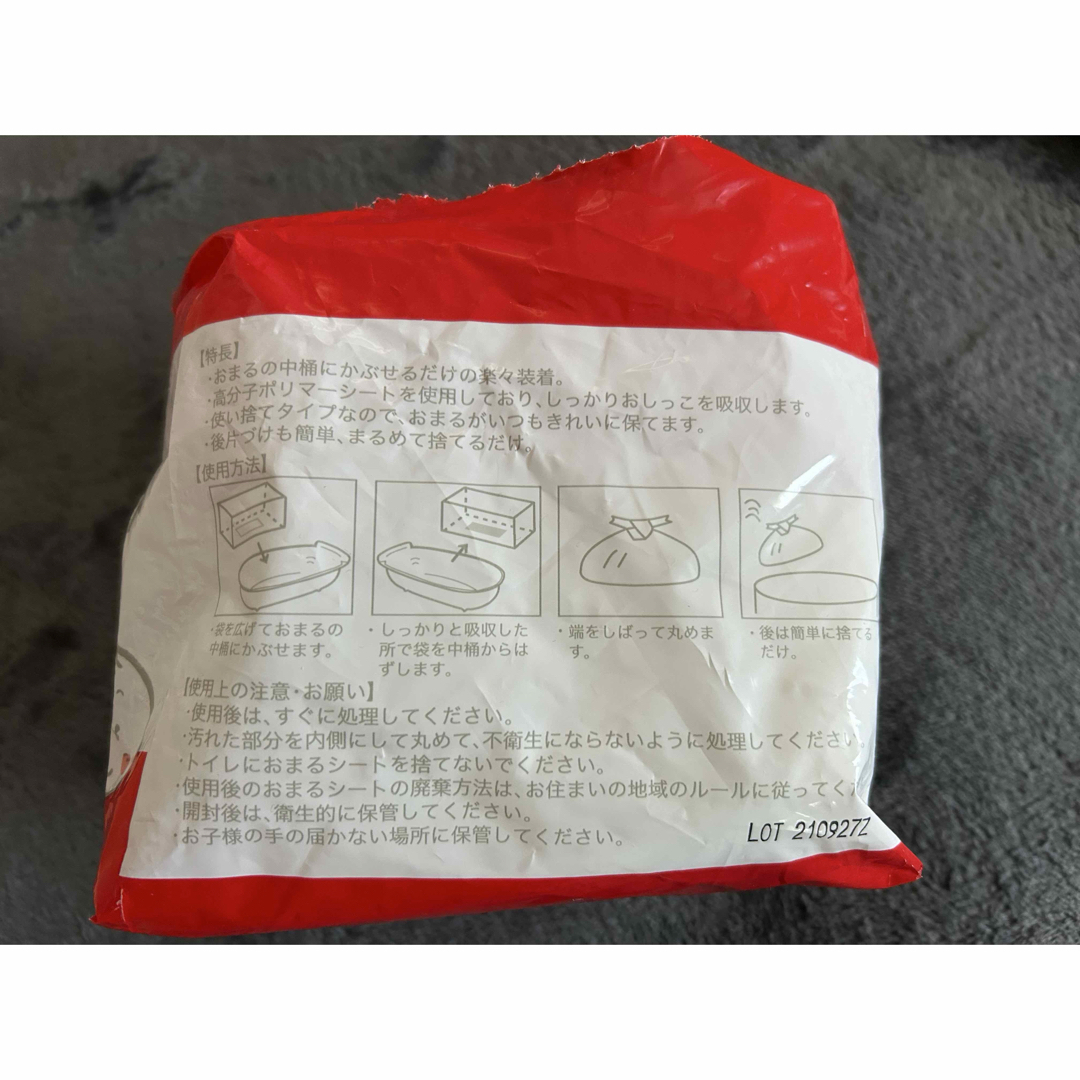 【特長】
・おまるの中桶にかぶせるだけの楽々装着。
・高分子ポリマーシートを使用しており、しっかりおしっこを吸収します。
・使い捨てタイプなので、おまるがいつもきれいに保てます。
・後片づけも簡単、まるめて捨てるだけ。
【使用方法】
・袋を広げておまるの
中桶にかぶせます。
・しっかりと吸収した
所で袋を中桶からは
ずします。
・端をしばって丸めま
す。
・後は簡単に捨てる
だけ。
【使用上の注意・お願い】
・使用後は、すぐに処理してください。
・汚れた部分を内側にして丸めて、不衛生にならないように処理してください。
・トイレにおまるシートを捨てないでください。
・使用後のおまるシートの廃棄方法は、お住まいの地域のルールに従ってくだ
・開封後は、衛生的に保管してください。
・お子様の手の届かない場所に保管してください。
LOT 210927Z